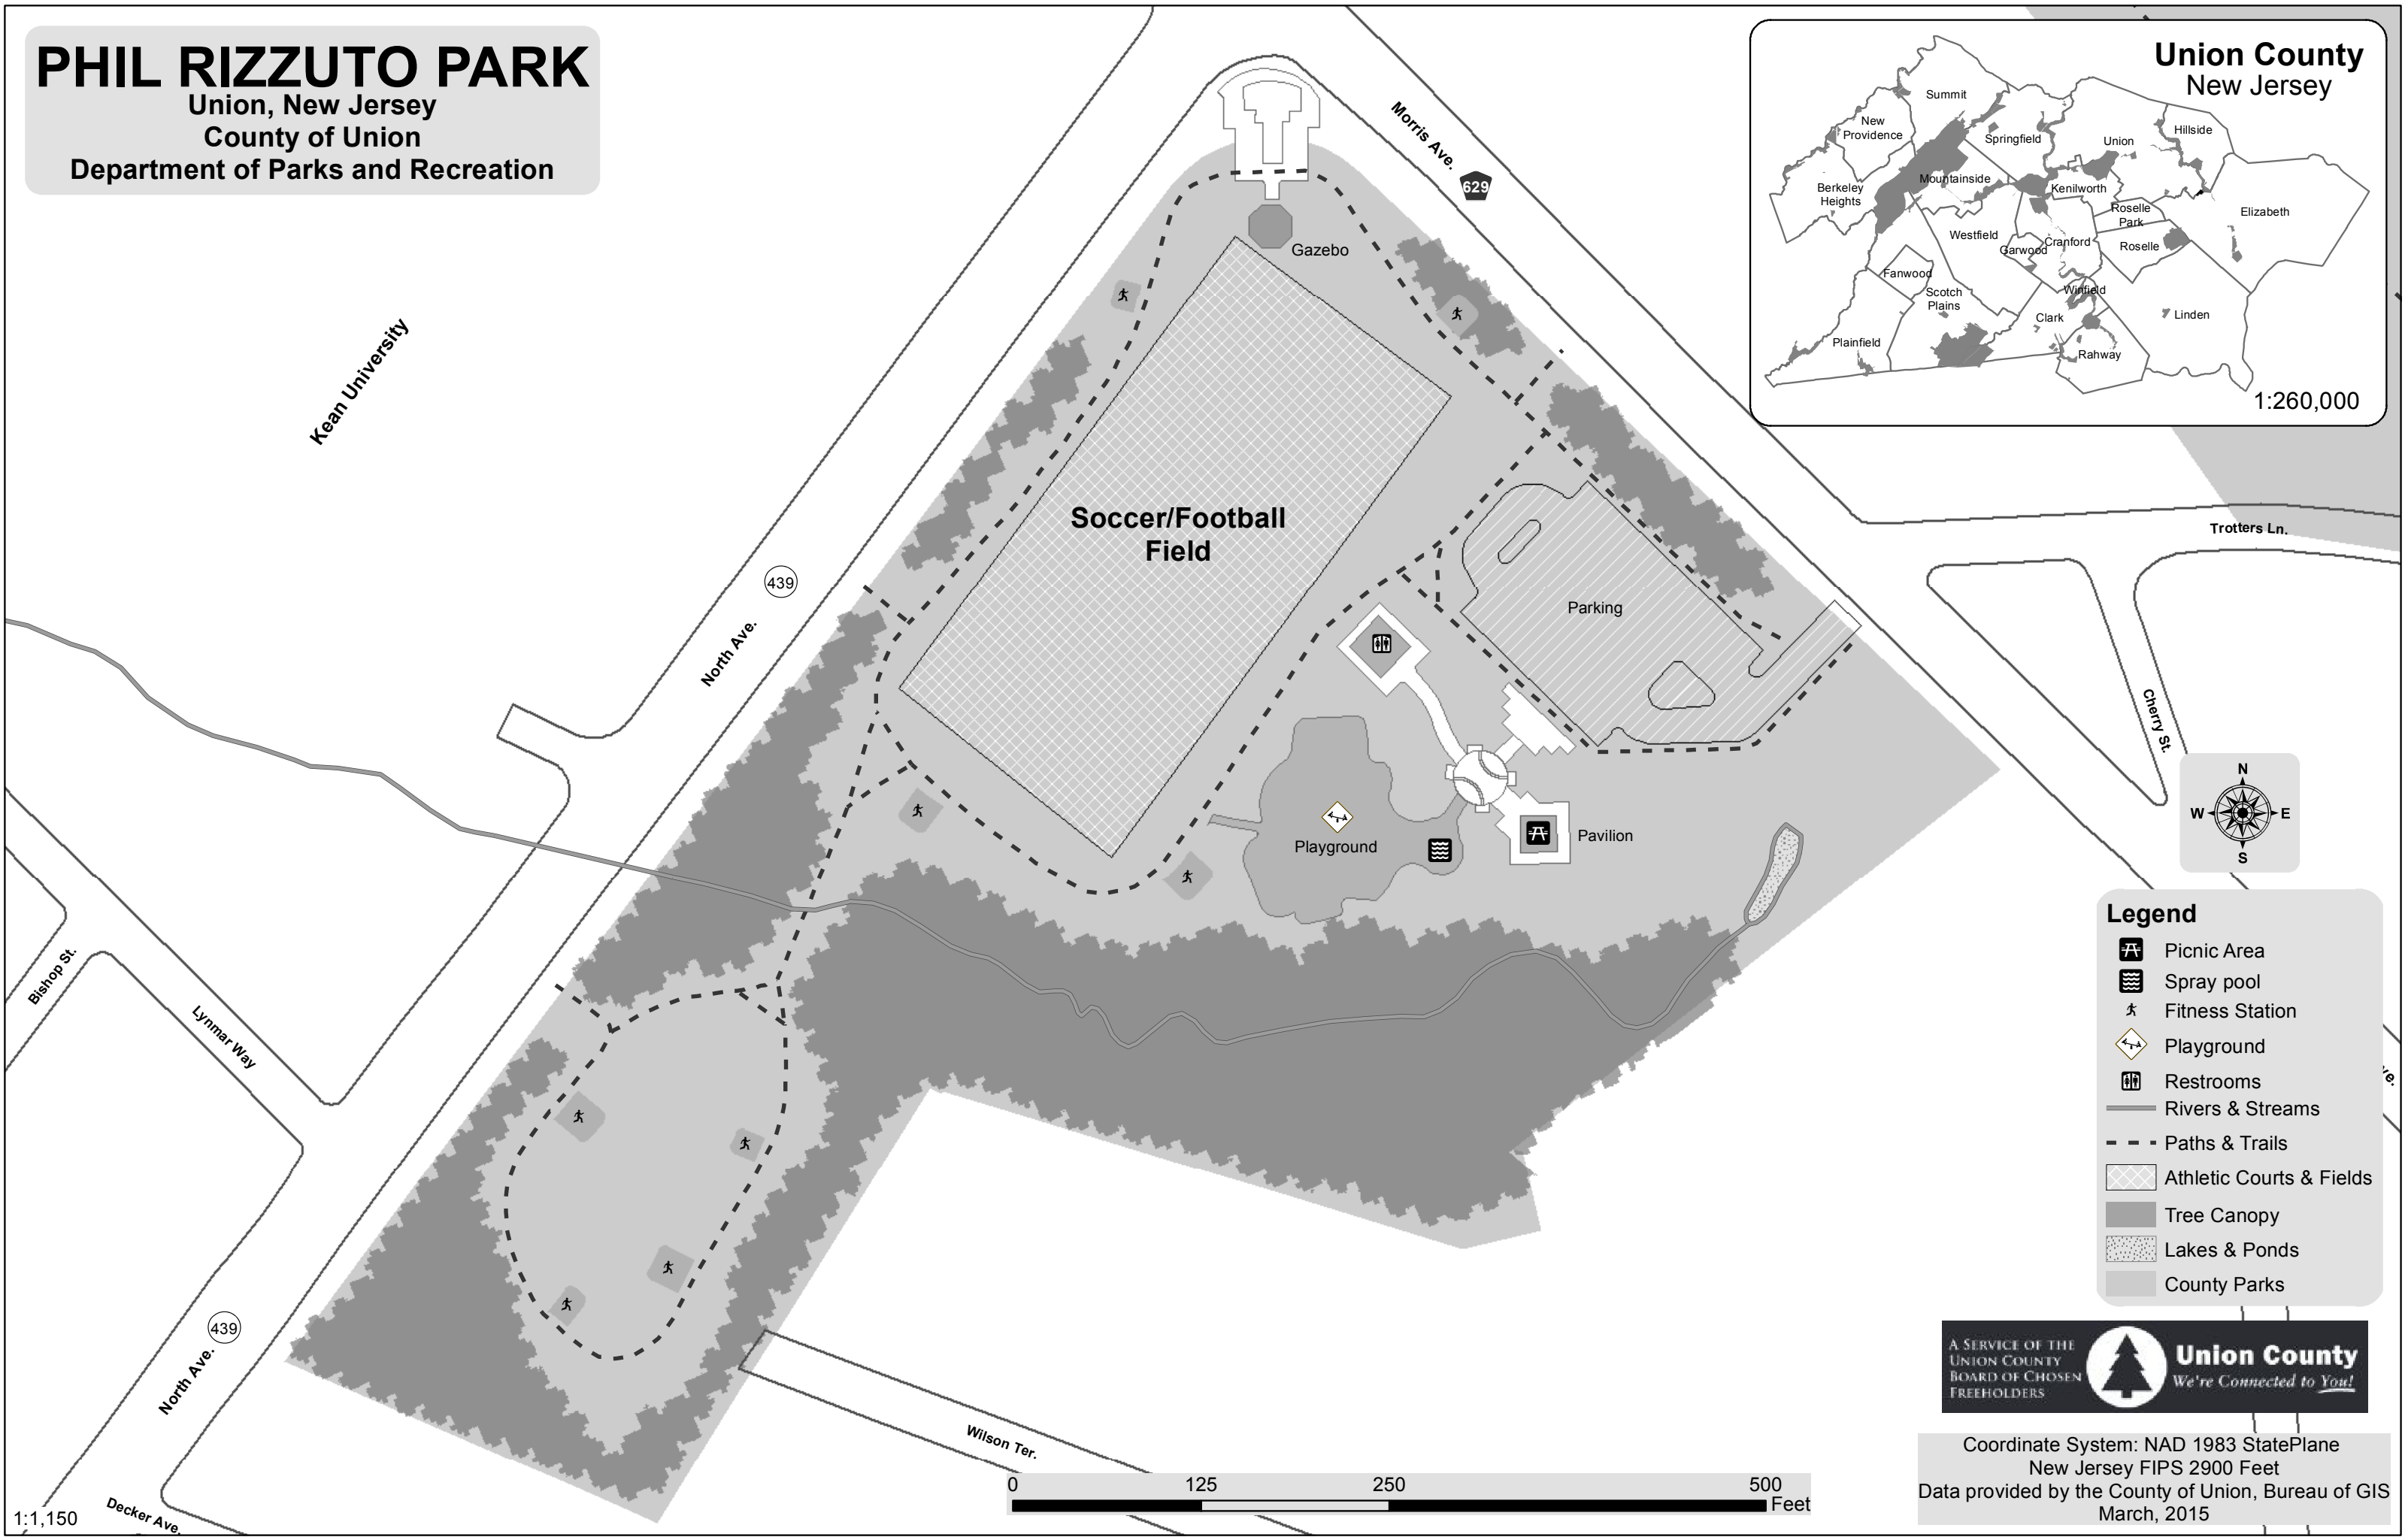 PHIL RIZZUTO PARK
Union, New Jersey
County of Union
Department of Parks and Recreation
Union County
New Jersey
Summit
New
Providence
Springfield
Union
Hillside
Berkeley
Heights
Mountainside
Kenilworth
Roselle
Park
Elizabeth
Westfield
Garwood
Cranford
Roselle
Fanwood
Scotch
Plains
Winfield
Clark
Linden
Plainfield
Rahway
1:260,000
Morris Ave.
629
Gazebo
Kean University
Soccer/Football
Field
439
North Ave.
Parking
Trotters Ln.
Cherry St.
Playground
Pavilion
N
W
E
S
Bishop St.
Lynmar Way
439
North Ave.
Decker Ave.
Wilson Ter.
ve.
Legend
Picnic Area
Spray pool
Fitness Station
Playground
Restrooms
Rivers & Streams
Paths & Trails
Athletic Courts & Fields
Tree Canopy
Lakes & Ponds
County Parks
A SERVICE OF THE
UNION COUNTY
BOARD OF CHOSEN
FREEHOLDERS
Union County
We're Connected to You!
Coordinate System: NAD 1983 StatePlane
New Jersey FIPS 2900 Feet
Data provided by the County of Union, Bureau of GIS
March, 2015
0 125 250 500
Feet
1:1,150